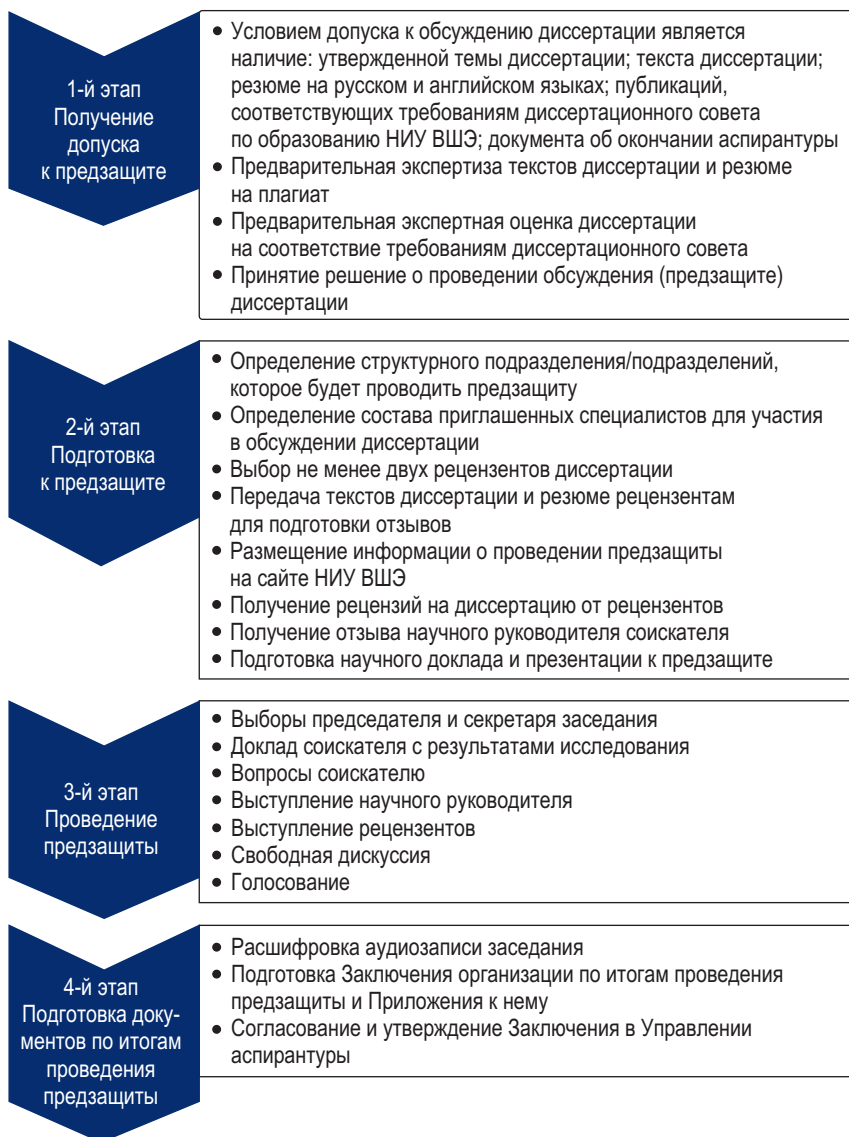 1-й этап
Получение
допуска
к предзащите
• Условием допуска к обсуждению диссертации является
наличие: утвержденной темы диссертации; текста диссертации;
резюме на русском и английском языках; публикаций,
соответствующих требованиям диссертационного совета
по образованию НИУ ВШЭ; документа об окончании аспирантуры
• Предварительная экспертиза текстов диссертации и резюме
на плагиат
• Предварительная экспертная оценка диссертации
на соответствие требованиям диссертационного совета
• Принятие решение о проведении обсуждения (предзащите)
диссертации
2-й этап
Подготовка
к предзащите
• Определение структурного подразделения/подразделений,
которое будет проводить предзащиту
• Определение состава приглашенных специалистов для участия
в обсуждении диссертации
• Выбор не менее двух рецензентов диссертации
• Передача текстов диссертации и резюме рецензентам
для подготовки отзывов
• Размещение информации о проведении предзащиты
на сайте НИУ ВШЭ
• Получение рецензий на диссертацию от рецензентов
• Получение отзыва научного руководителя соискателя
• Подготовка научного доклада и презентации к предзащите
3-й этап
Проведение
предзащиты
• Выборы председателя и секретаря заседания
• Доклад соискателя с результатами исследования
• Вопросы соискателю
• Выступление научного руководителя
• Выступление рецензентов
• Свободная дискуссия
• Голосование
4-й этап
Подготовка доку-
ментов по итогам
проведения
предзащиты
• Расшифровка аудиозаписи заседания
• Подготовка Заключения организации по итогам проведения
предзащиты и Приложения к нему
• Согласование и утверждение Заключения в Управлении
аспирантуры